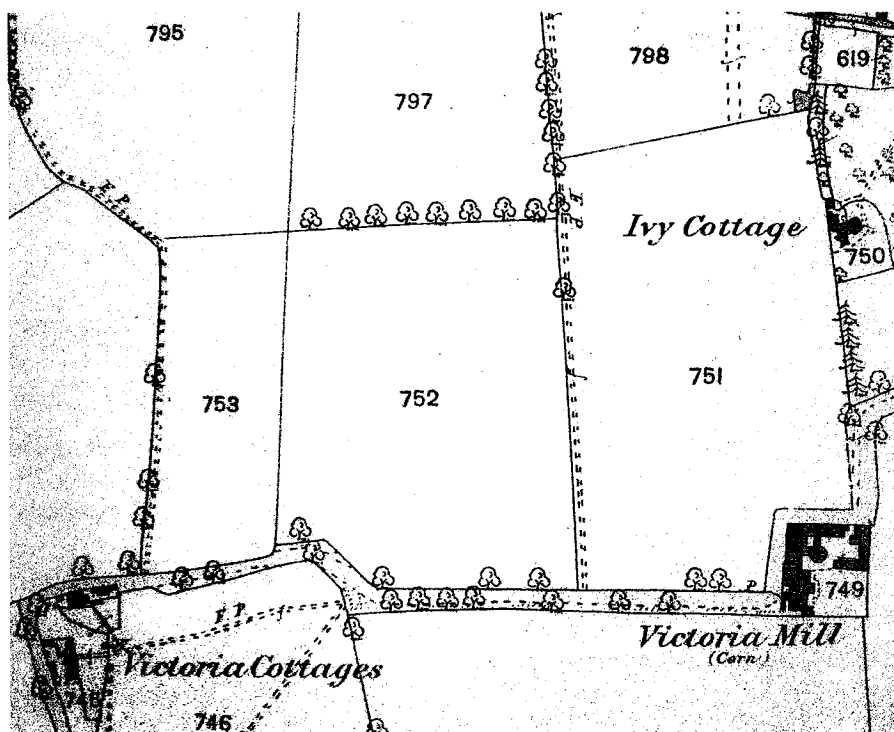 795
797
798
619
F. P.
F. P.
Ivy Cottage
750
753
752
751
749
Victoria Mill
(Corn)
P.
F. P.
Victoria Cottages
746